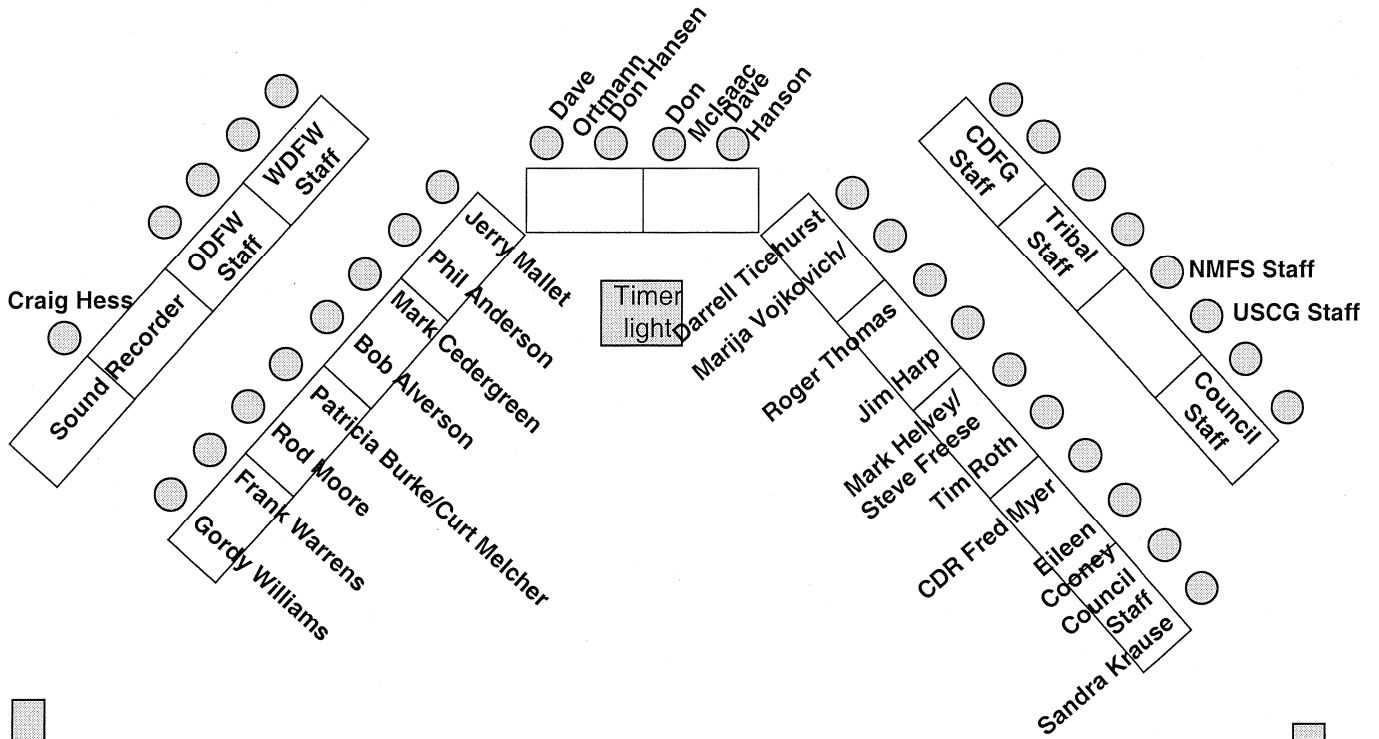 Dave
Ortmann
Don Hansen
Don
McIsaac
Dave
Hanson
WDFW
Staff
ODFW
Staff
Craig Hess
Sound Recorder
Jerry Mallet
Phil Anderson
Mark Cedergreen
Bob Alverson
Patricia Burke/Curt Melcher
Rod Moore
Frank Warrens
Gordy Williams
Timer
light
Darrell Ticehurst
Marija Vojkovich/
Roger Thomas
Jim Harp
Mark Helvey/
Steve Freese
Tim Roth
CDR Fred Myer
Eileen
Cooney
Council
Staff
Sandra Krause
CDFG
Staff
Tribal
Staff
NMFS Staff
USCG Staff
Council
Staff